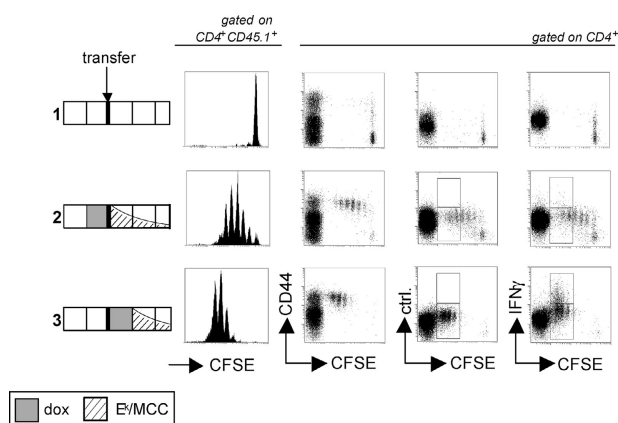 gated on
CD4⁺CD45.1⁺
gated on CD4⁺
transfer
1
2
3
CD44
ctrl.
IFNγ
CFSE
CFSE
CFSE
CFSE
dox
Eᵏ/MCC